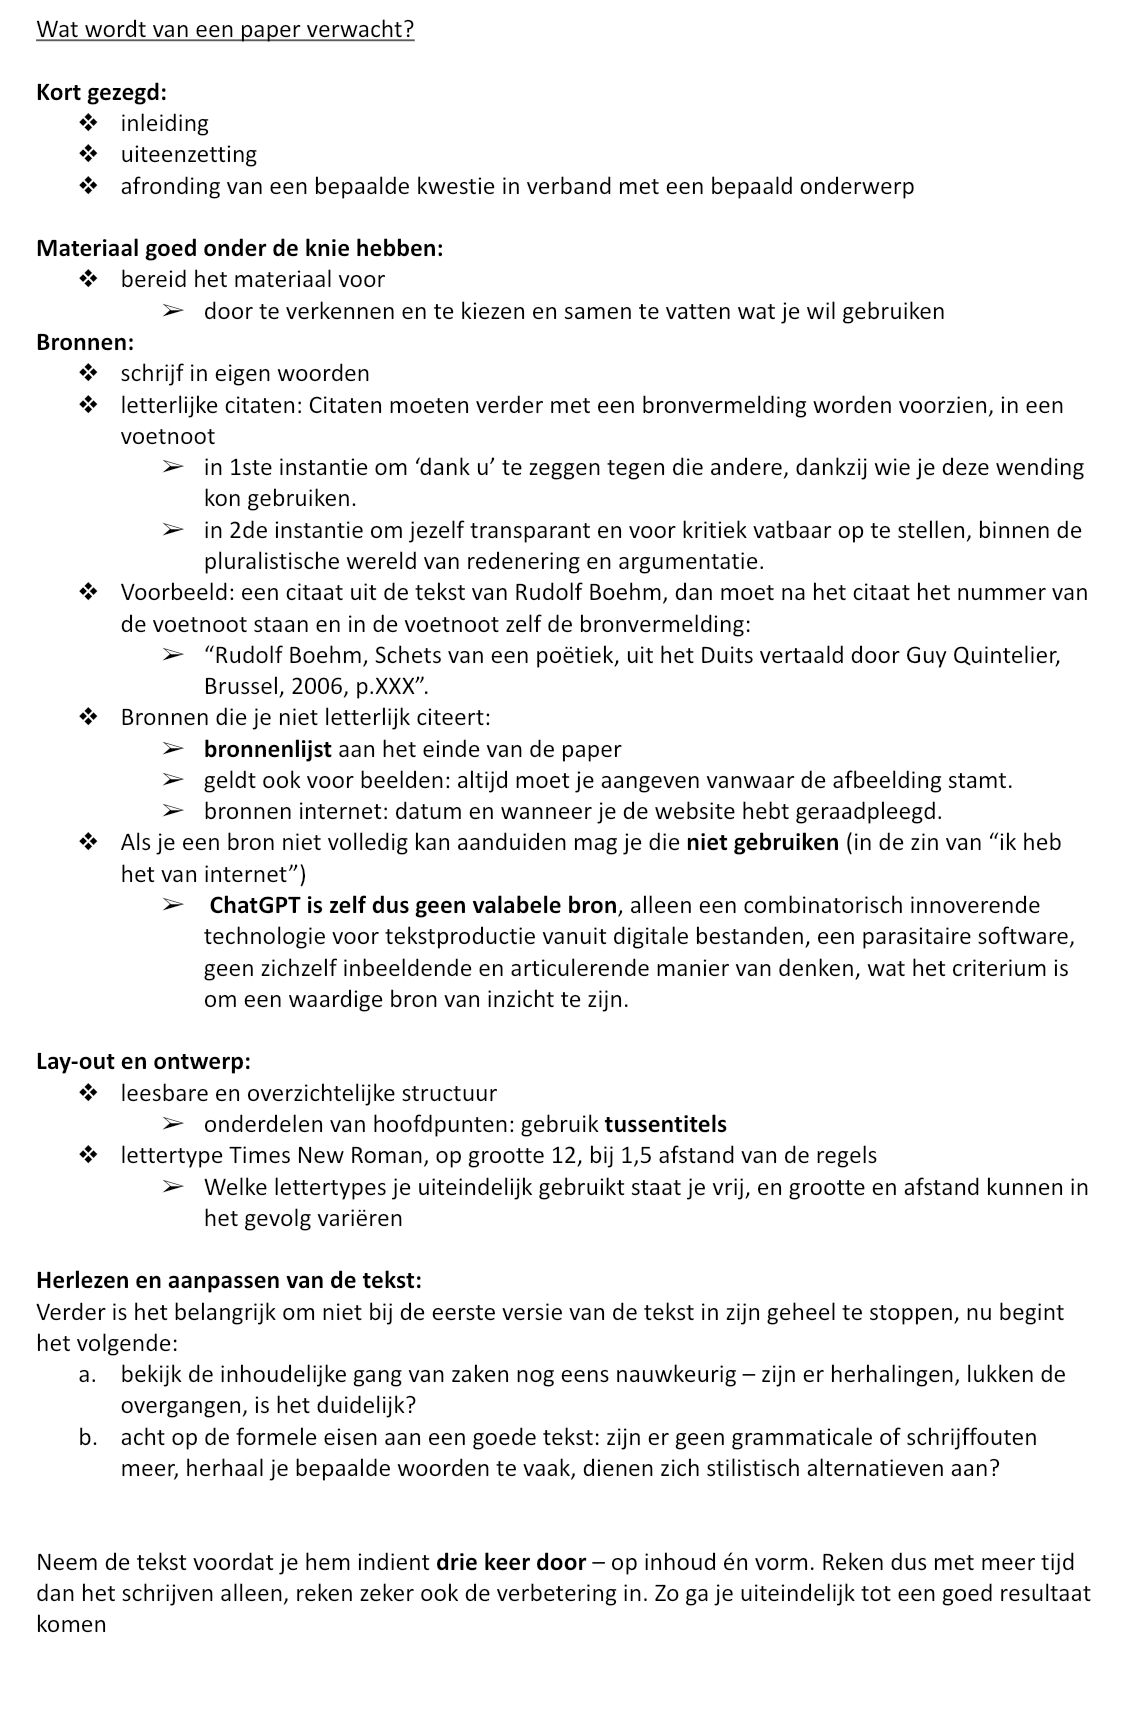 Wat wordt van een paper verwacht?
Kort gezegd:
❖ inleiding
❖ uiteenzetting
❖ afronding van een bepaalde kwestie in verband met een bepaald onderwerp
Materiaal goed onder de knie hebben:
❖ bereid het materiaal voor
➢ door te verkennen en te kiezen en samen te vatten wat je wil gebruiken
Bronnen:
❖ schrijf in eigen woorden
❖ letterlijke citaten: Citaten moeten verder met een bronvermelding worden voorzien, in een
voetnoot
➢ in 1ste instantie om ‘dank u’ te zeggen tegen die andere, dankzij wie je deze wending
kon gebruiken.
➢ in 2de instantie om jezelf transparant en voor kritiek vatbaar op te stellen, binnen de
pluralistische wereld van redenering en argumentatie.
❖ Voorbeeld: een citaat uit de tekst van Rudolf Boehm, dan moet na het citaat het nummer van
de voetnoot staan en in de voetnoot zelf de bronvermelding:
➢ “Rudolf Boehm, Schets van een poëtiek, uit het Duits vertaald door Guy Quintelier,
Brussel, 2006, p.XXX”.
❖ Bronnen die je niet letterlijk citeert:
➢ bronnenlijst aan het einde van de paper
➢ geldt ook voor beelden: altijd moet je aangeven vanwaar de afbeelding stamt.
➢ bronnen internet: datum en wanneer je de website hebt geraadpleegd.
❖ Als je een bron niet volledig kan aanduiden mag je die niet gebruiken (in de zin van “ik heb
het van internet”)
➢ ChatGPT is zelf dus geen valabele bron, alleen een combinatorisch innoverende
technologie voor tekstproductie vanuit digitale bestanden, een parasitaire software,
geen zichzelf inbeeldende en articulerende manier van denken, wat het criterium is
om een waardige bron van inzicht te zijn.
Lay-out en ontwerp:
❖ leesbare en overzichtelijke structuur
➢ onderdelen van hoofdpunten: gebruik tussentitels
❖ lettertype Times New Roman, op grootte 12, bij 1,5 afstand van de regels
➢ Welke lettertypes je uiteindelijk gebruikt staat je vrij, en grootte en afstand kunnen in
het gevolg variëren
Herlezen en aanpassen van de tekst:
Verder is het belangrijk om niet bij de eerste versie van de tekst in zijn geheel te stoppen, nu begint
het volgende:
a. bekijk de inhoudelijke gang van zaken nog eens nauwkeurig – zijn er herhalingen, lukken de
overgangen, is het duidelijk?
b. acht op de formele eisen aan een goede tekst: zijn er geen grammaticale of schrijffouten
meer, herhaal je bepaalde woorden te vaak, dienen zich stilistisch alternatieven aan?
Neem de tekst voordat je hem indient drie keer door – op inhoud én vorm. Reken dus met meer tijd
dan het schrijven alleen, reken zeker ook de verbetering in. Zo ga je uiteindelijk tot een goed resultaat
komen